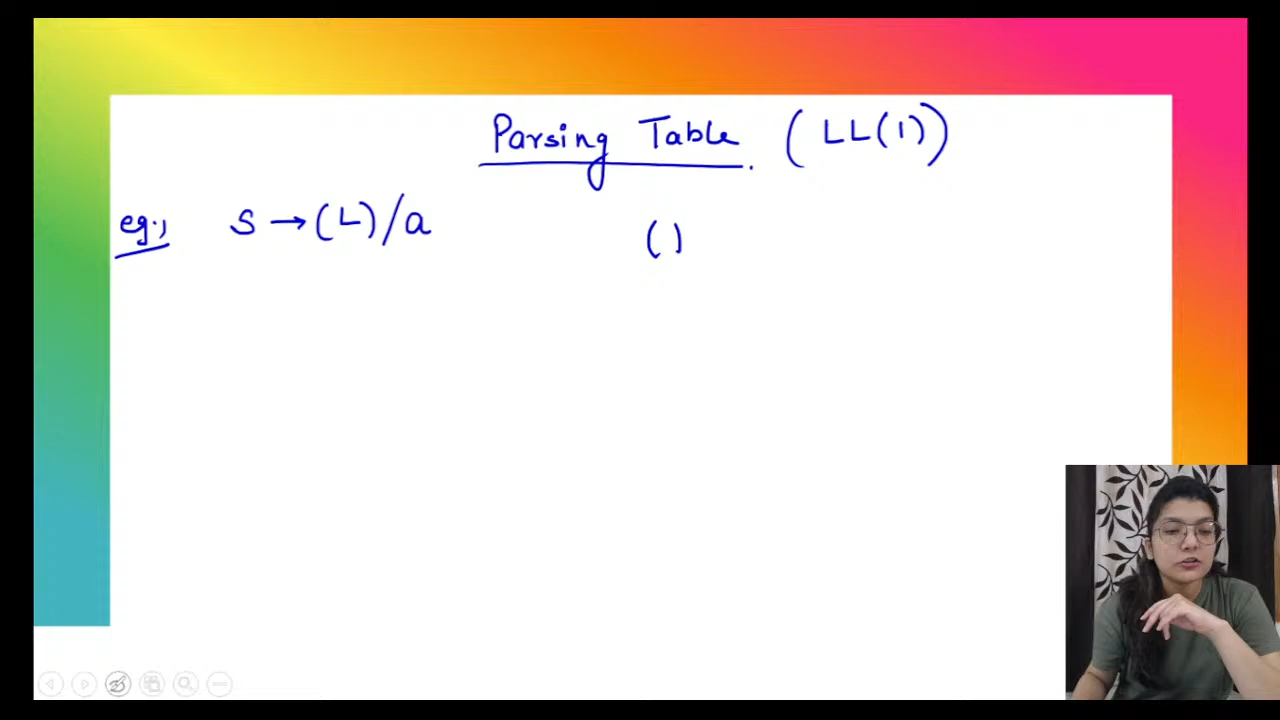 Parsing Table. (LL(1))
eg:, S → (L)/a
( )